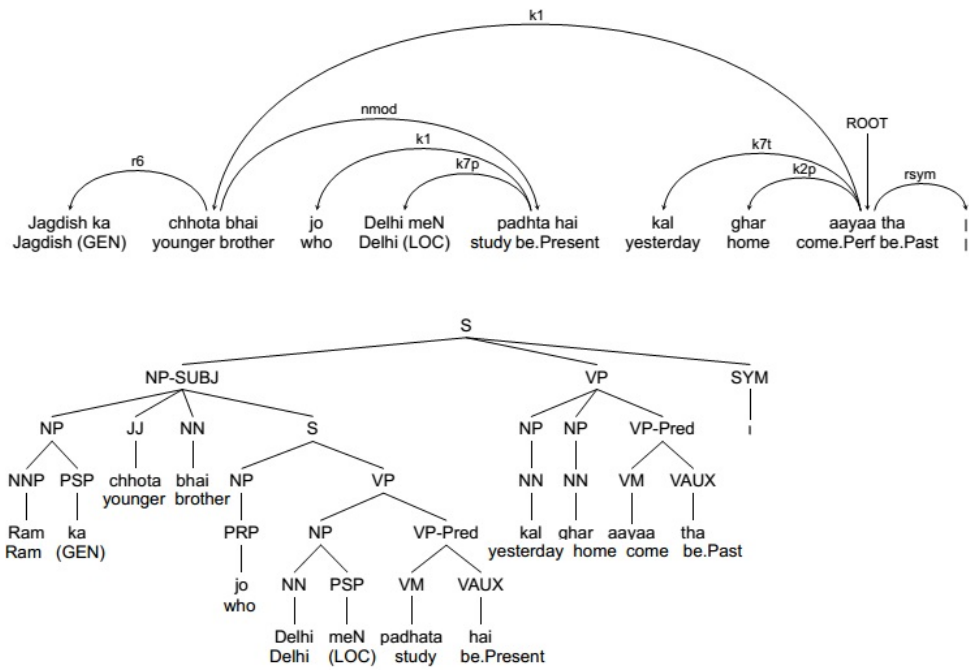 k1
nmod
ROOT
k1
k7t
r6
k7p
k2p
rsym
Jagdish ka chhota bhai jo Delhi meN padhta hai kal ghar aayaa tha |
Jagdish (GEN) younger brother who Delhi (LOC) study be.Present yesterday home come.Perf be.Past |
S
NP-SUBJ VP SYM
NP JJ NN S NP NP VP-Pred |
NNP PSP chhota bhai NP VP NN NN VM VAUX
younger brother
Ram ka PRP NP VP-Pred kal ghar aayaa tha
Ram (GEN) yesterday home come be.Past
jo NN PSP VM VAUX
who
Delhi meN padhata hai
Delhi (LOC) study be.Present